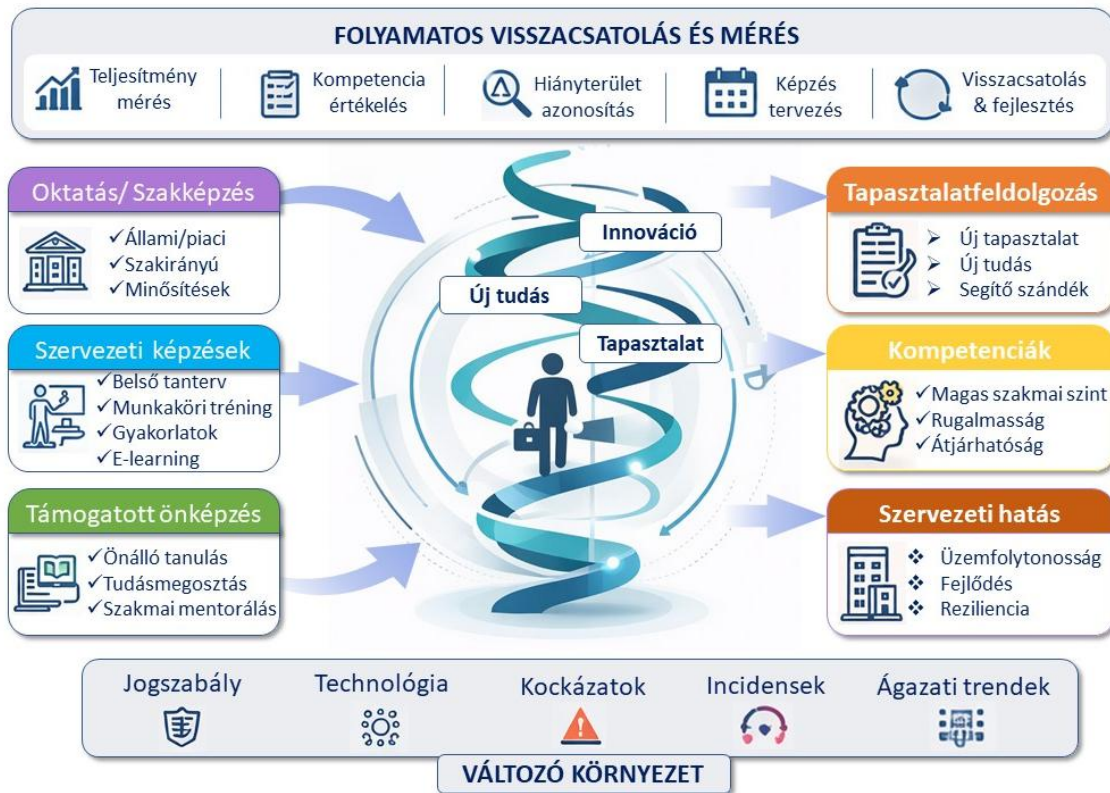 FOLYAMATOS VISSZACSATOLÁS ÉS MÉRÉS
Teljesítmény
mérés
Kompetencia
értékelés
Hiányterület
azonosítás
Képzés
tervezés
Visszacsatolás
& fejlesztés
Oktatás/ Szakképzés
Állami/piaci
Szakirányú
Minősítések
Szervezeti képzések
Belső tanterv
Munkaköri tréning
Gyakorlatok
E-learning
Támogatott önképzés
Önálló tanulás
Tudásmegosztás
Szakmai mentorálás
Innováció
Új tudás
Tapasztalat
Tapasztalatfeldolgozás
Új tapasztalat
Új tudás
Segítő szándék
Kompetenciák
Magas szakmai szint
Rugalmasság
Átjárhatóság
Szervezeti hatás
Üzemfolytonosság
Fejlődés
Reziliencia
Jogszabály
Technológia
Kockázatok
Incidensek
Ágazati trendek
VÁLTOZÓ KÖRNYEZET